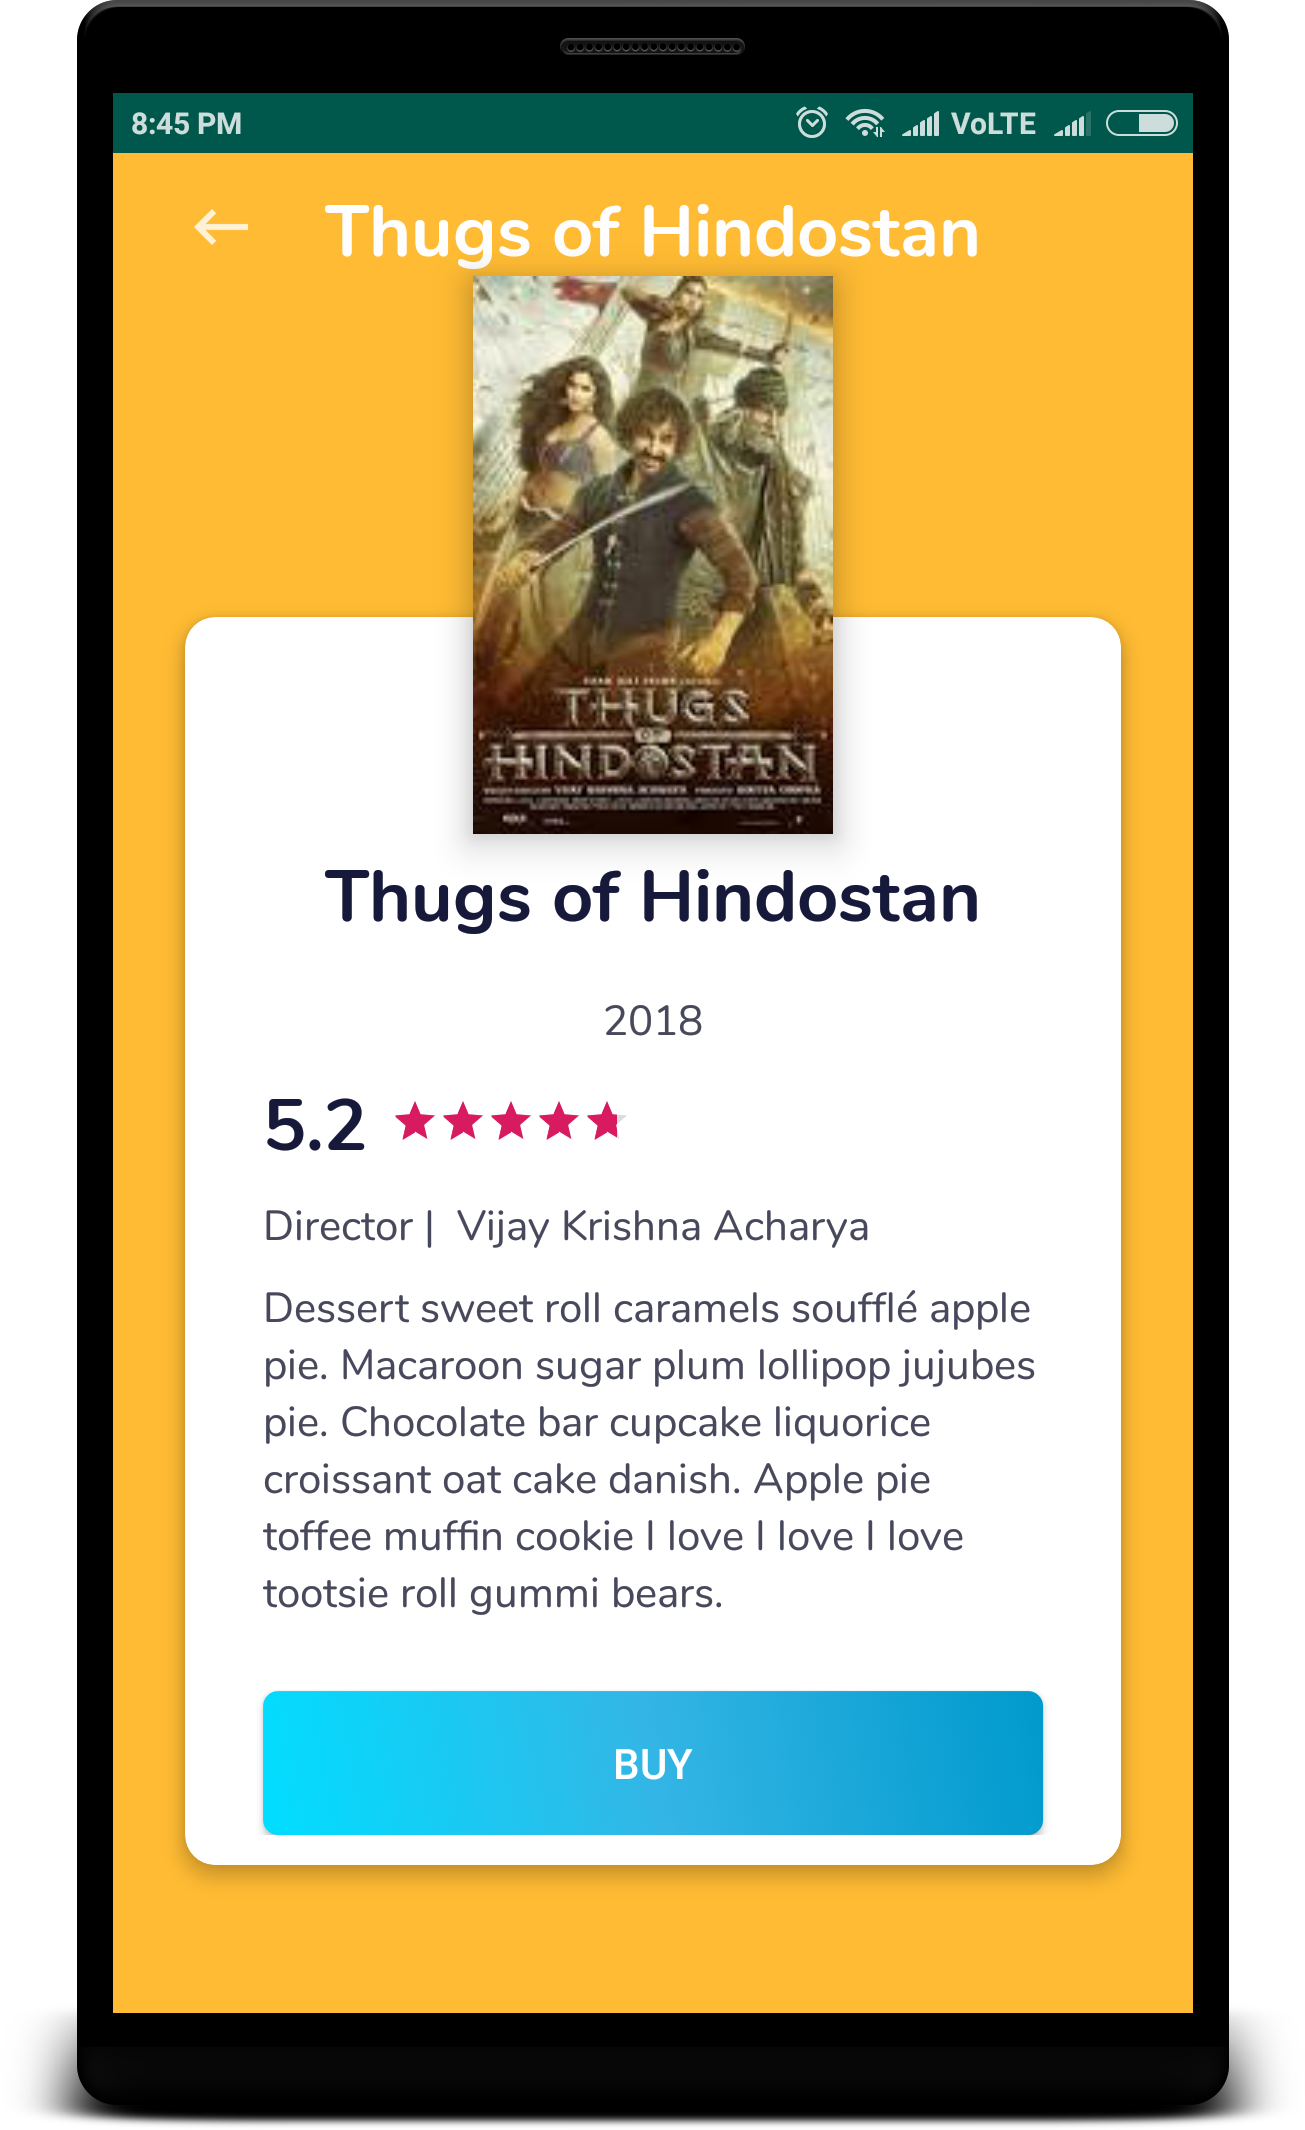 8:45 PM VoLTE
Thugs of Hindostan
THUGS
OF
HINDOSTAN
Thugs of Hindostan
2018
5.2
Director | Vijay Krishna Acharya
Dessert sweet roll caramels soufflé apple
pie. Macaroon sugar plum lollipop jujubes
pie. Chocolate bar cupcake liquorice
croissant oat cake danish. Apple pie
toffee muffin cookie I love I love I love
tootsie roll gummi bears.
BUY